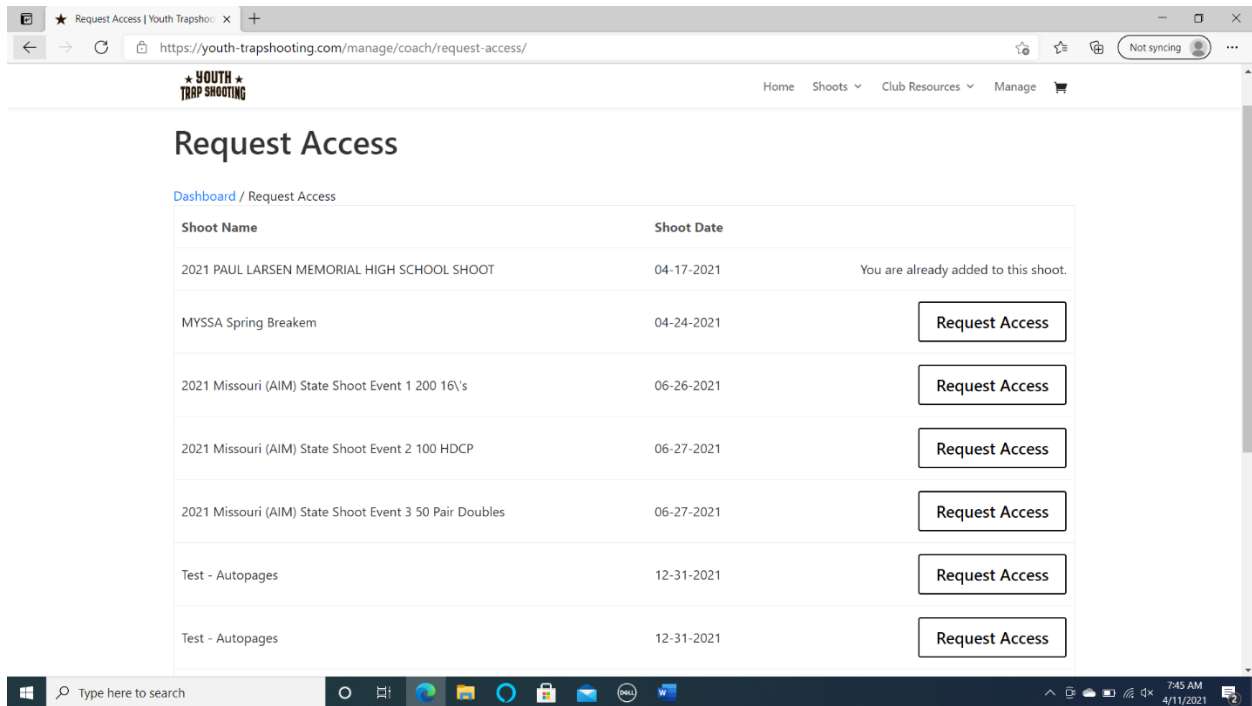 Request Access | Youth Trapshoo
https://youth-trapshooting.com/manage/coach/request-access/
Not syncing
YOUTH
TRAP SHOOTING
Home Shoots Club Resources Manage
Request Access
Dashboard / Request Access
Shoot Name Shoot Date
2021 PAUL LARSEN MEMORIAL HIGH SCHOOL SHOOT 04-17-2021 You are already added to this shoot.
MYSSA Spring Breakem 04-24-2021 Request Access
2021 Missouri (AIM) State Shoot Event 1 200 16\'s 06-26-2021 Request Access
2021 Missouri (AIM) State Shoot Event 2 100 HDCP 06-27-2021 Request Access
2021 Missouri (AIM) State Shoot Event 3 50 Pair Doubles 06-27-2021 Request Access
Test - Autopages 12-31-2021 Request Access
Test - Autopages 12-31-2021 Request Access
Type here to search
DELL
W
7:45 AM
4/11/2021
2